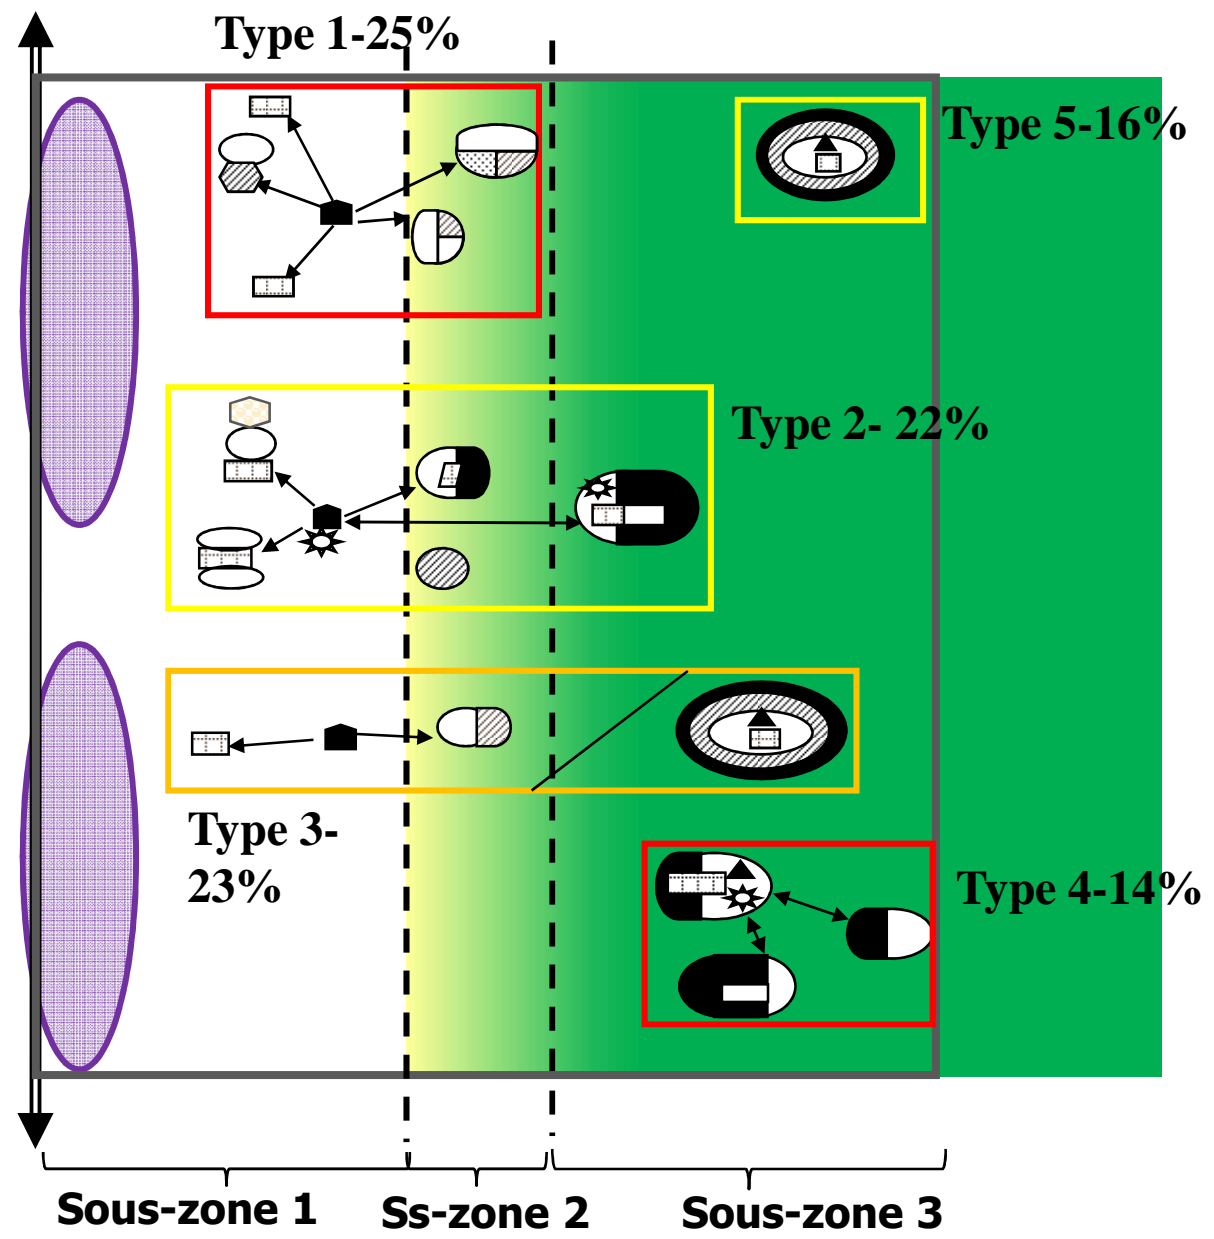 Type 1-25%
Type 5-16%
Type 2- 22%
Type 3-
23%
Type 4-14%
Sous-zone 1
Ss-zone 2
Sous-zone 3